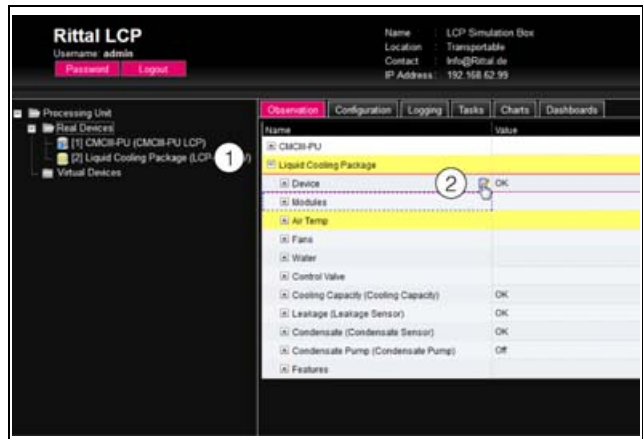 Rittal LCP
Username: admin
Password Logout
Name : LCP Simulation Box
Location : Transportable
Contact : Info@Rittal.de
IP Address: 192.168.62.99
Processing Unit
Real Devices
[1] CMCIII-PU (CMCIII-PU LCP)
[2] Liquid Cooling Package (LCP-
1
Virtual Devices
Observation Configuration Logging Tasks Charts Dashboards
Name Value
CMCIII-PU
Liquid Cooling Package
Device 2 OK
Modules
Air Temp
Fans
Water
Control Valve
Cooling Capacity (Cooling Capacity) OK
Leakage (Leakage Sensor) OK
Condensate (Condensate Sensor) OK
Condensate Pump (Condensate Pump) Off
Features